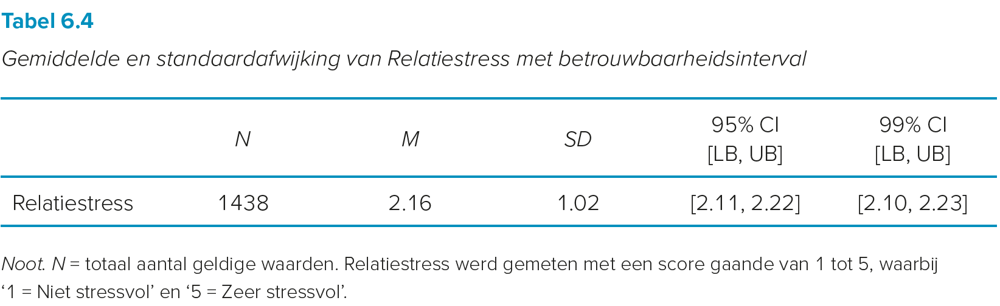 Tabel 6.4
Gemiddelde en standaardafwijking van Relatiestress met betrouwbaarheidsinterval
N M SD 95% CI [LB, UB] 99% CI [LB, UB]
Relatiestress 1438 2.16 1.02 [2.11, 2.22] [2.10, 2.23]
Noot. N = totaal aantal geldige waarden. Relatiestress werd gemeten met een score gaande van 1 tot 5, waarbij
‘1 = Niet stressvol’ en ‘5 = Zeer stressvol’.